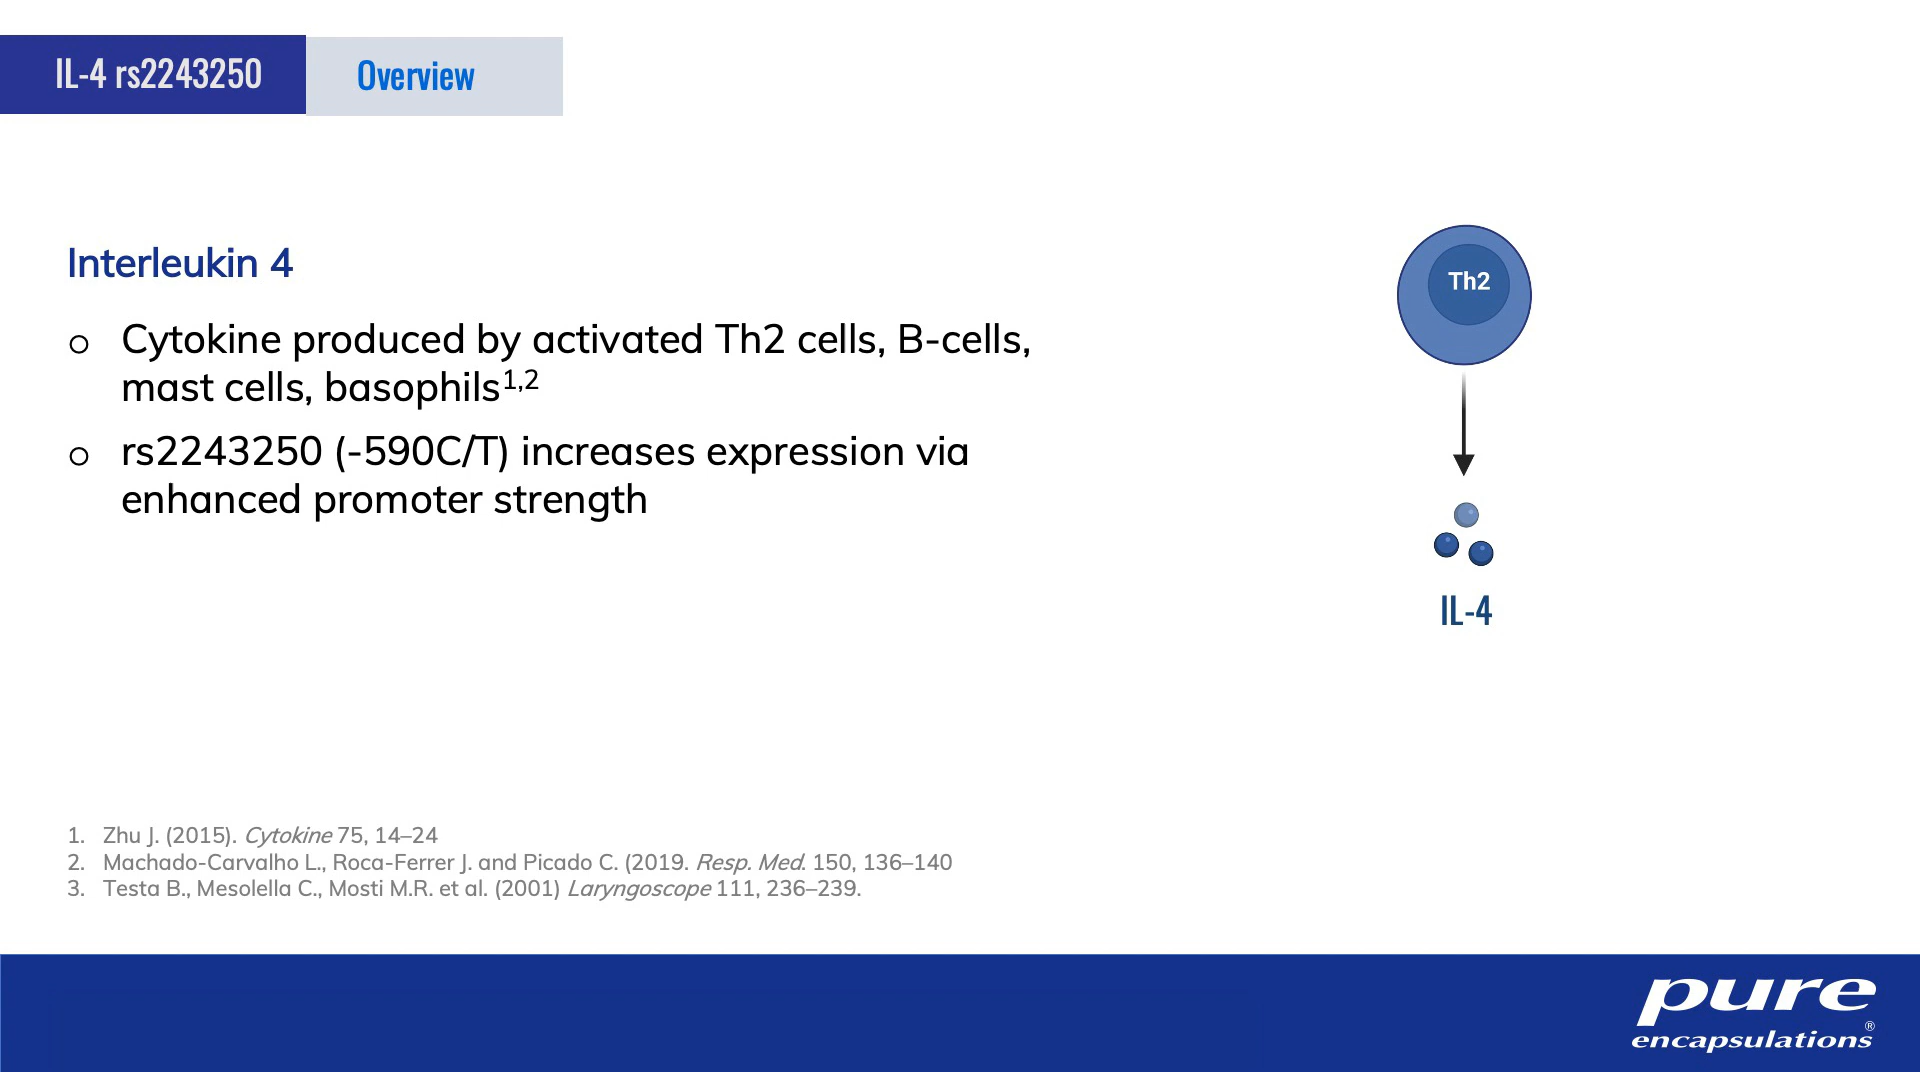 IL-4 rs2243250
Overview
Interleukin 4
o Cytokine produced by activated Th2 cells, B-cells,
mast cells, basophils1,2
o rs2243250 (-590C/T) increases expression via
enhanced promoter strength
Th2
IL-4
1. Zhu J. (2015). Cytokine 75, 14–24
2. Machado-Carvalho L., Roca-Ferrer J. and Picado C. (2019. Resp. Med. 150, 136–140
3. Testa B., Mesolella C., Mosti M.R. et al. (2001) Laryngoscope 111, 236–239.
pure
encapsulations®